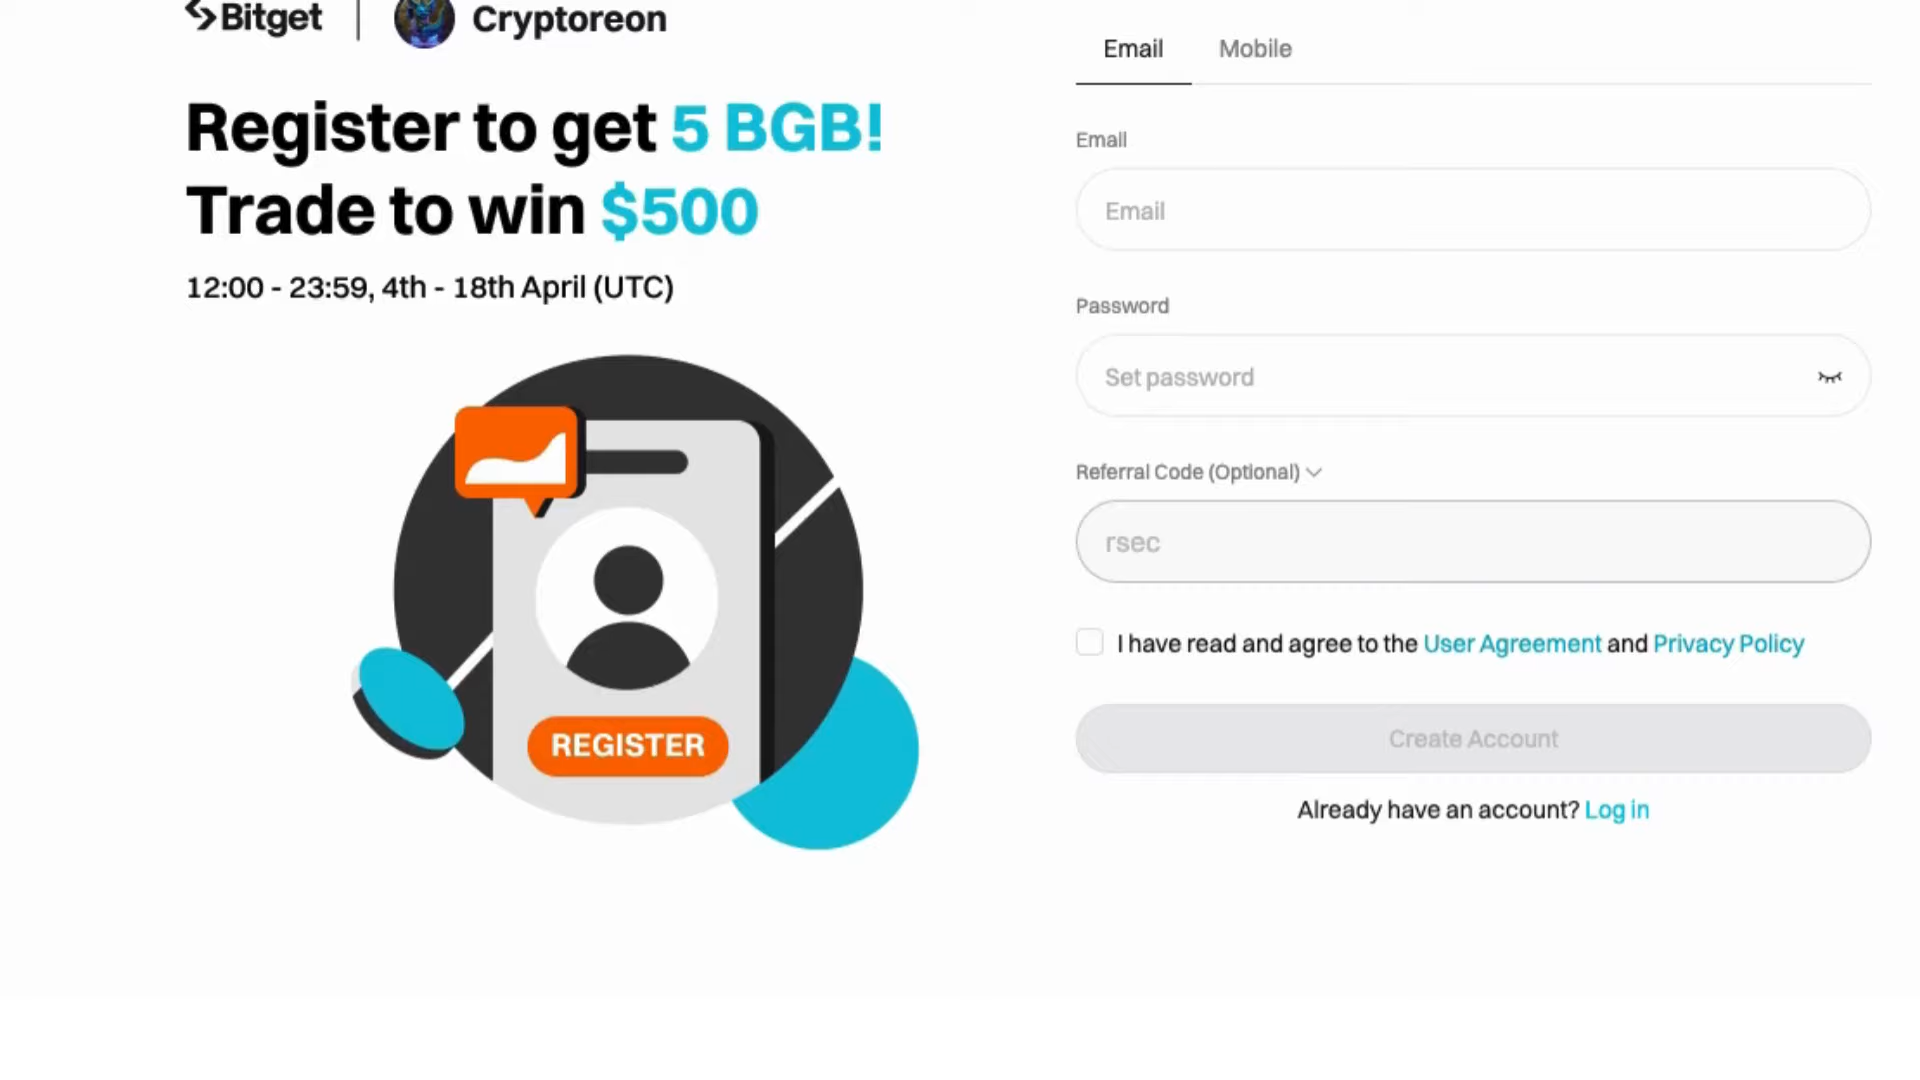 Bitget | Cryptoreon
Register to get 5 BGB!
Trade to win $500
12:00 - 23:59, 4th - 18th April (UTC)
REGISTER
Email Mobile
Email
Email
Password
Set password
Referral Code (Optional)
rsec
I have read and agree to the User Agreement and Privacy Policy
Create Account
Already have an account? Log in